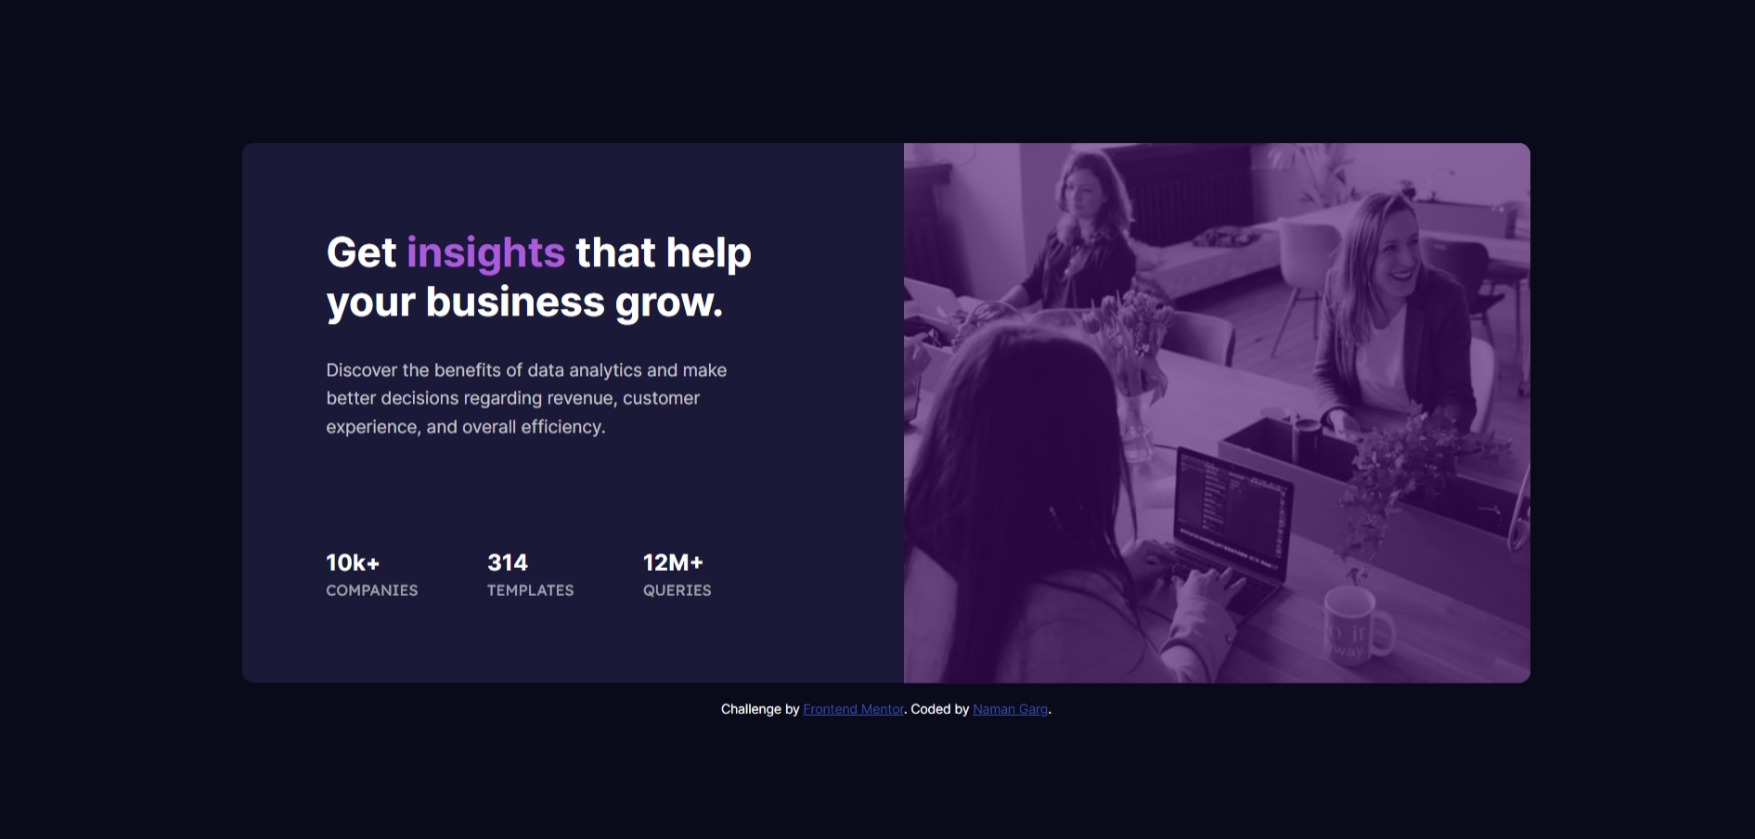 Get insights that help
your business grow.
Discover the benefits of data analytics and make
better decisions regarding revenue, customer
experience, and overall efficiency.
10k+ 314 12M+
COMPANIES TEMPLATES QUERIES
Challenge by Frontend Mentor. Coded by Naman Garg.